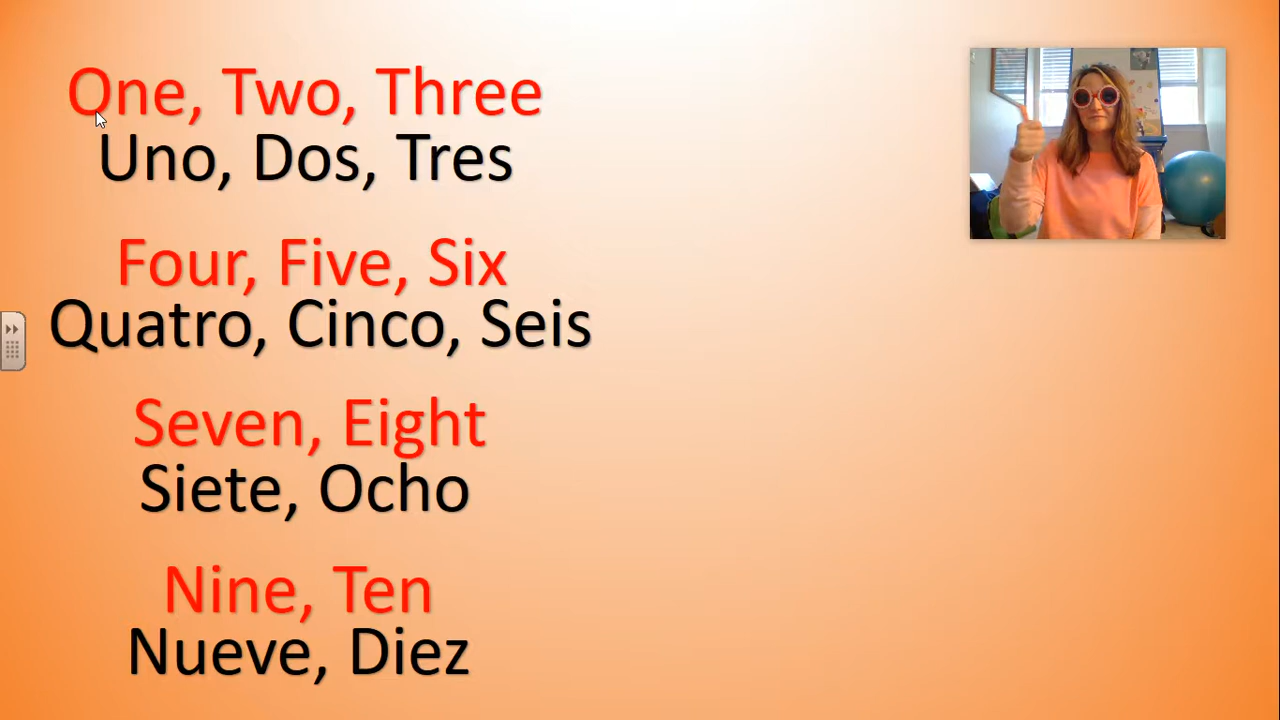 One, Two, Three
Uno, Dos, Tres
Four, Five, Six
Quatro, Cinco, Seis
Seven, Eight
Siete, Ocho
Nine, Ten
Nueve, Diez